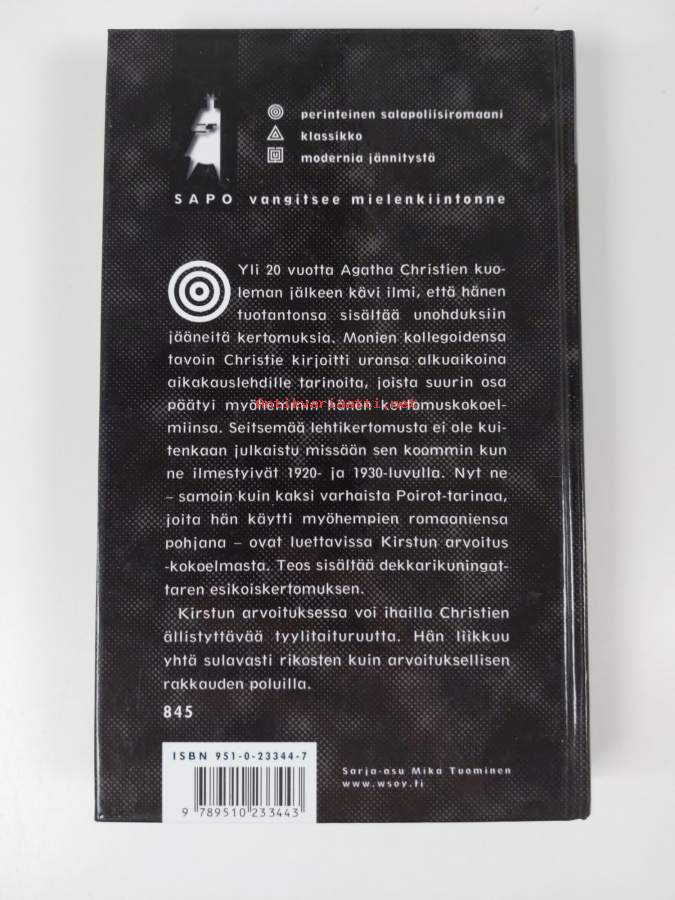 perinteinen salapoliisiromaani
klassikko
modernia jännitystä
SAPO vangitsee mielenkiintonne
Yli 20 vuotta Agatha Christien kuo-
leman jälkeen kävi ilmi, että hänen
tuotantonsa sisältää unohduksiin
jääneitä kertomuksia. Monien kollegoidensa
tavoin Christie kirjoitti uransa alkuaikoina
aikakauslehdille tarinoita, joista suurin osa
päätyi myöhemmin hänen kertomuskokoel-
antikvariaatti.net
miinsa. Seitsemää lehtikertomusta ei ole kui-
tenkaan julkaistu missään sen koommin kun
ne ilmestyivät 1920- ja 1930-luvulla. Nyt ne
– samoin kuin kaksi varhaista Poirot-tarinaa,
joita hän käytti myöhempien romaaniensa
pohjana – ovat luettavissa Kirstun arvoitus
-kokoelmasta. Teos sisältää dekkarikuningat-
taren esikoiskertomuksen.
Kirstun arvoituksessa voi ihailla Christien
ällistyttävää tyylitaituruutta. Hän liikkuu
yhtä sulavasti rikosten kuin arvoituksellisen
rakkauden poluilla.
845
ISBN 951-0-23344-7
9 789510 233443
Sarja-asu Mika Tuominen
www.wsoy.fi